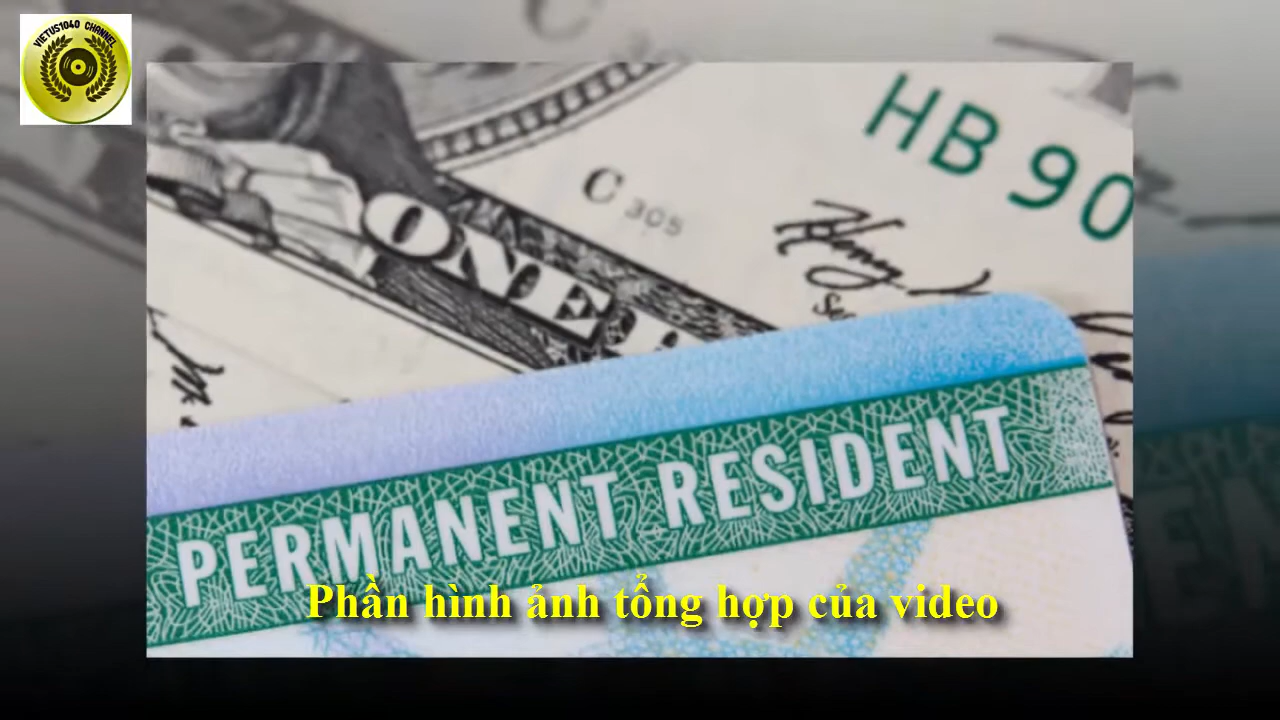 VIETUS1040 CHANNEL
HB 90
C 305
ONE
PERMANENT RESIDENT
Phần hình ảnh tổng hợp của video